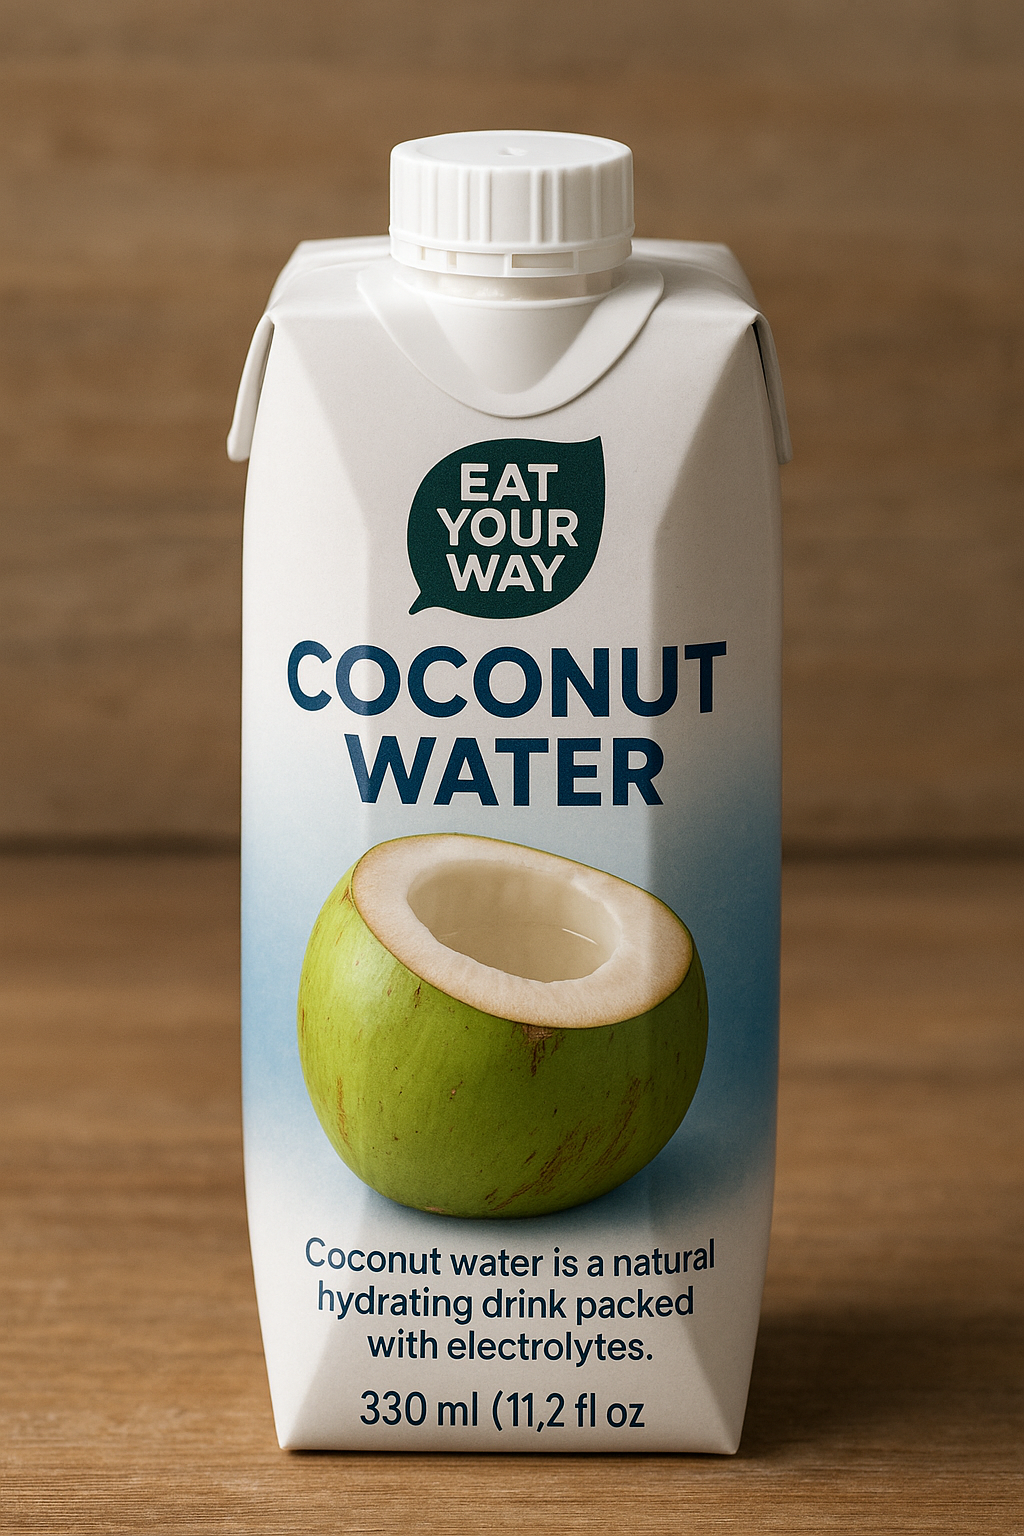 EAT
YOUR
WAY
COCONUT
WATER
Coconut water is a natural
hydrating drink packed
with electrolytes.
330 ml (11,2 fl oz